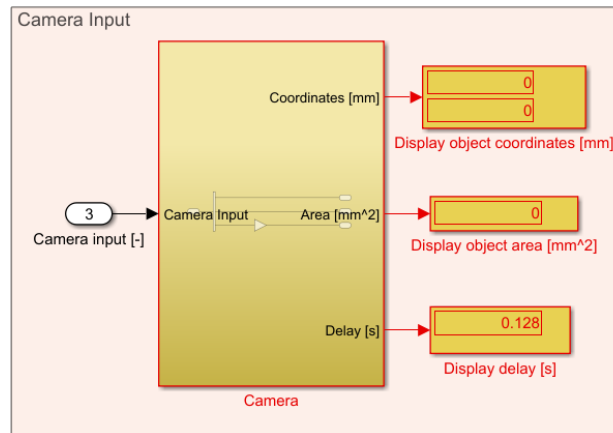 Camera Input
Coordinates [mm]
0
0
Display object coordinates [mm]
3
Camera input [-]
Camera Input
Area [mm^2]
0
Display object area [mm^2]
Delay [s]
0.128
Display delay [s]
Camera